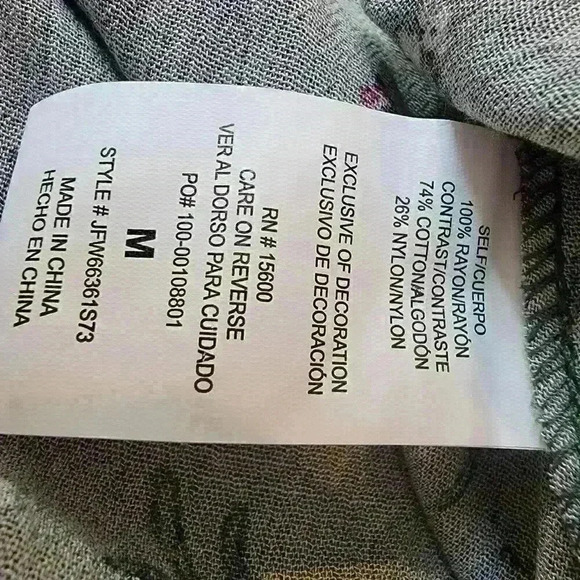 SELF/CUERPO
100% RAYON/RAYÓN
CONTRAST/CONTRASTE
74% COTTON/ALGODÓN
26% NYLON/NYLON
EXCLUSIVE OF DECORATION
EXCLUSIVO DE DECORACIÓN
RN # 15600
CARE ON REVERSE
VER AL DORSO PARA CUIDADO
PO# 100-00108801
M
STYLE # JFW66361S73
MADE IN CHINA
HECHO EN CHINA